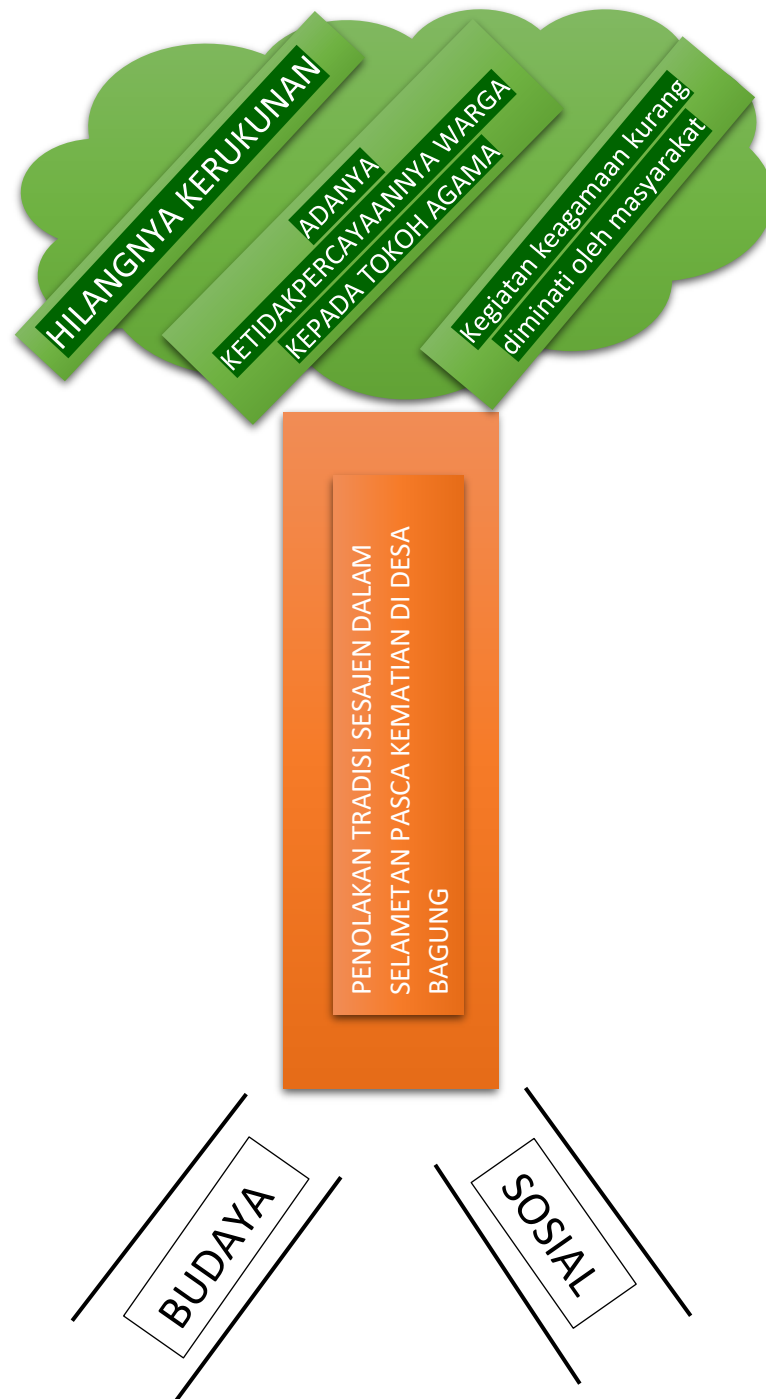 HILANGNYA KERUKUNAN
ADANYA
KETIDAKPERCAYAANNYA WARGA
KEPADA TOKOH AGAMA
Kegiatan keagamaan kurang
diminati oleh masyarakat
PENOLAKAN TRADISI SESAJEN DALAM
SELAMETAN PASCA KEMATIAN DI DESA
BAGUNG
BUDAYA
SOSIAL